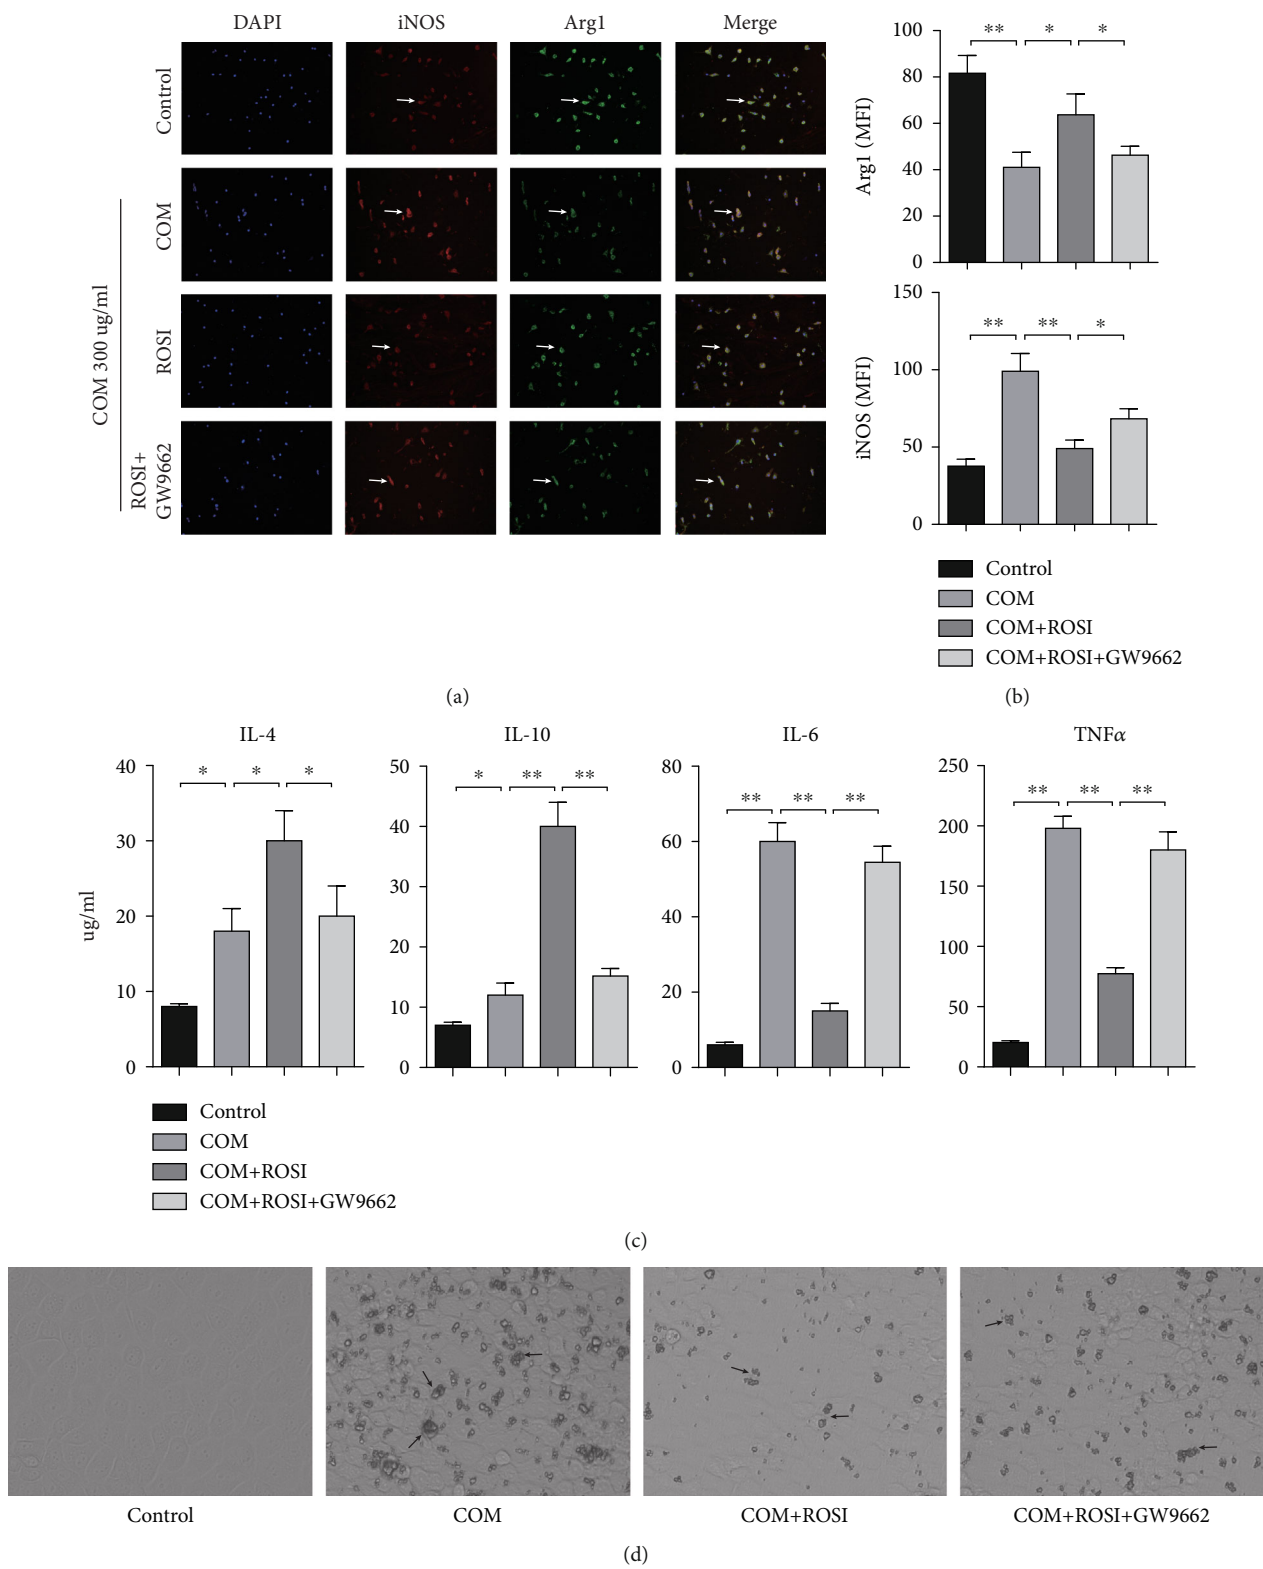 DAPI iNOS Arg1 Merge
Control
COM
ROSI
ROSI+
GW9662
COM 300 ug/ml
(a)
100
80
60
40
20
0
Arg1 (MFI)
** * *
150
100
50
0
iNOS (MFI)
** ** *
Control
COM
COM+ROSI
COM+ROSI+GW9662
(b)
IL-4
40
30
20
10
0
ug/ml
* * *
IL-10
50
40
30
20
10
0
* ** **
IL-6
80
60
40
20
0
** ** **
TNFα
250
200
150
100
50
0
** ** **
Control
COM
COM+ROSI
COM+ROSI+GW9662
(c)
Control COM COM+ROSI COM+ROSI+GW9662
(d)